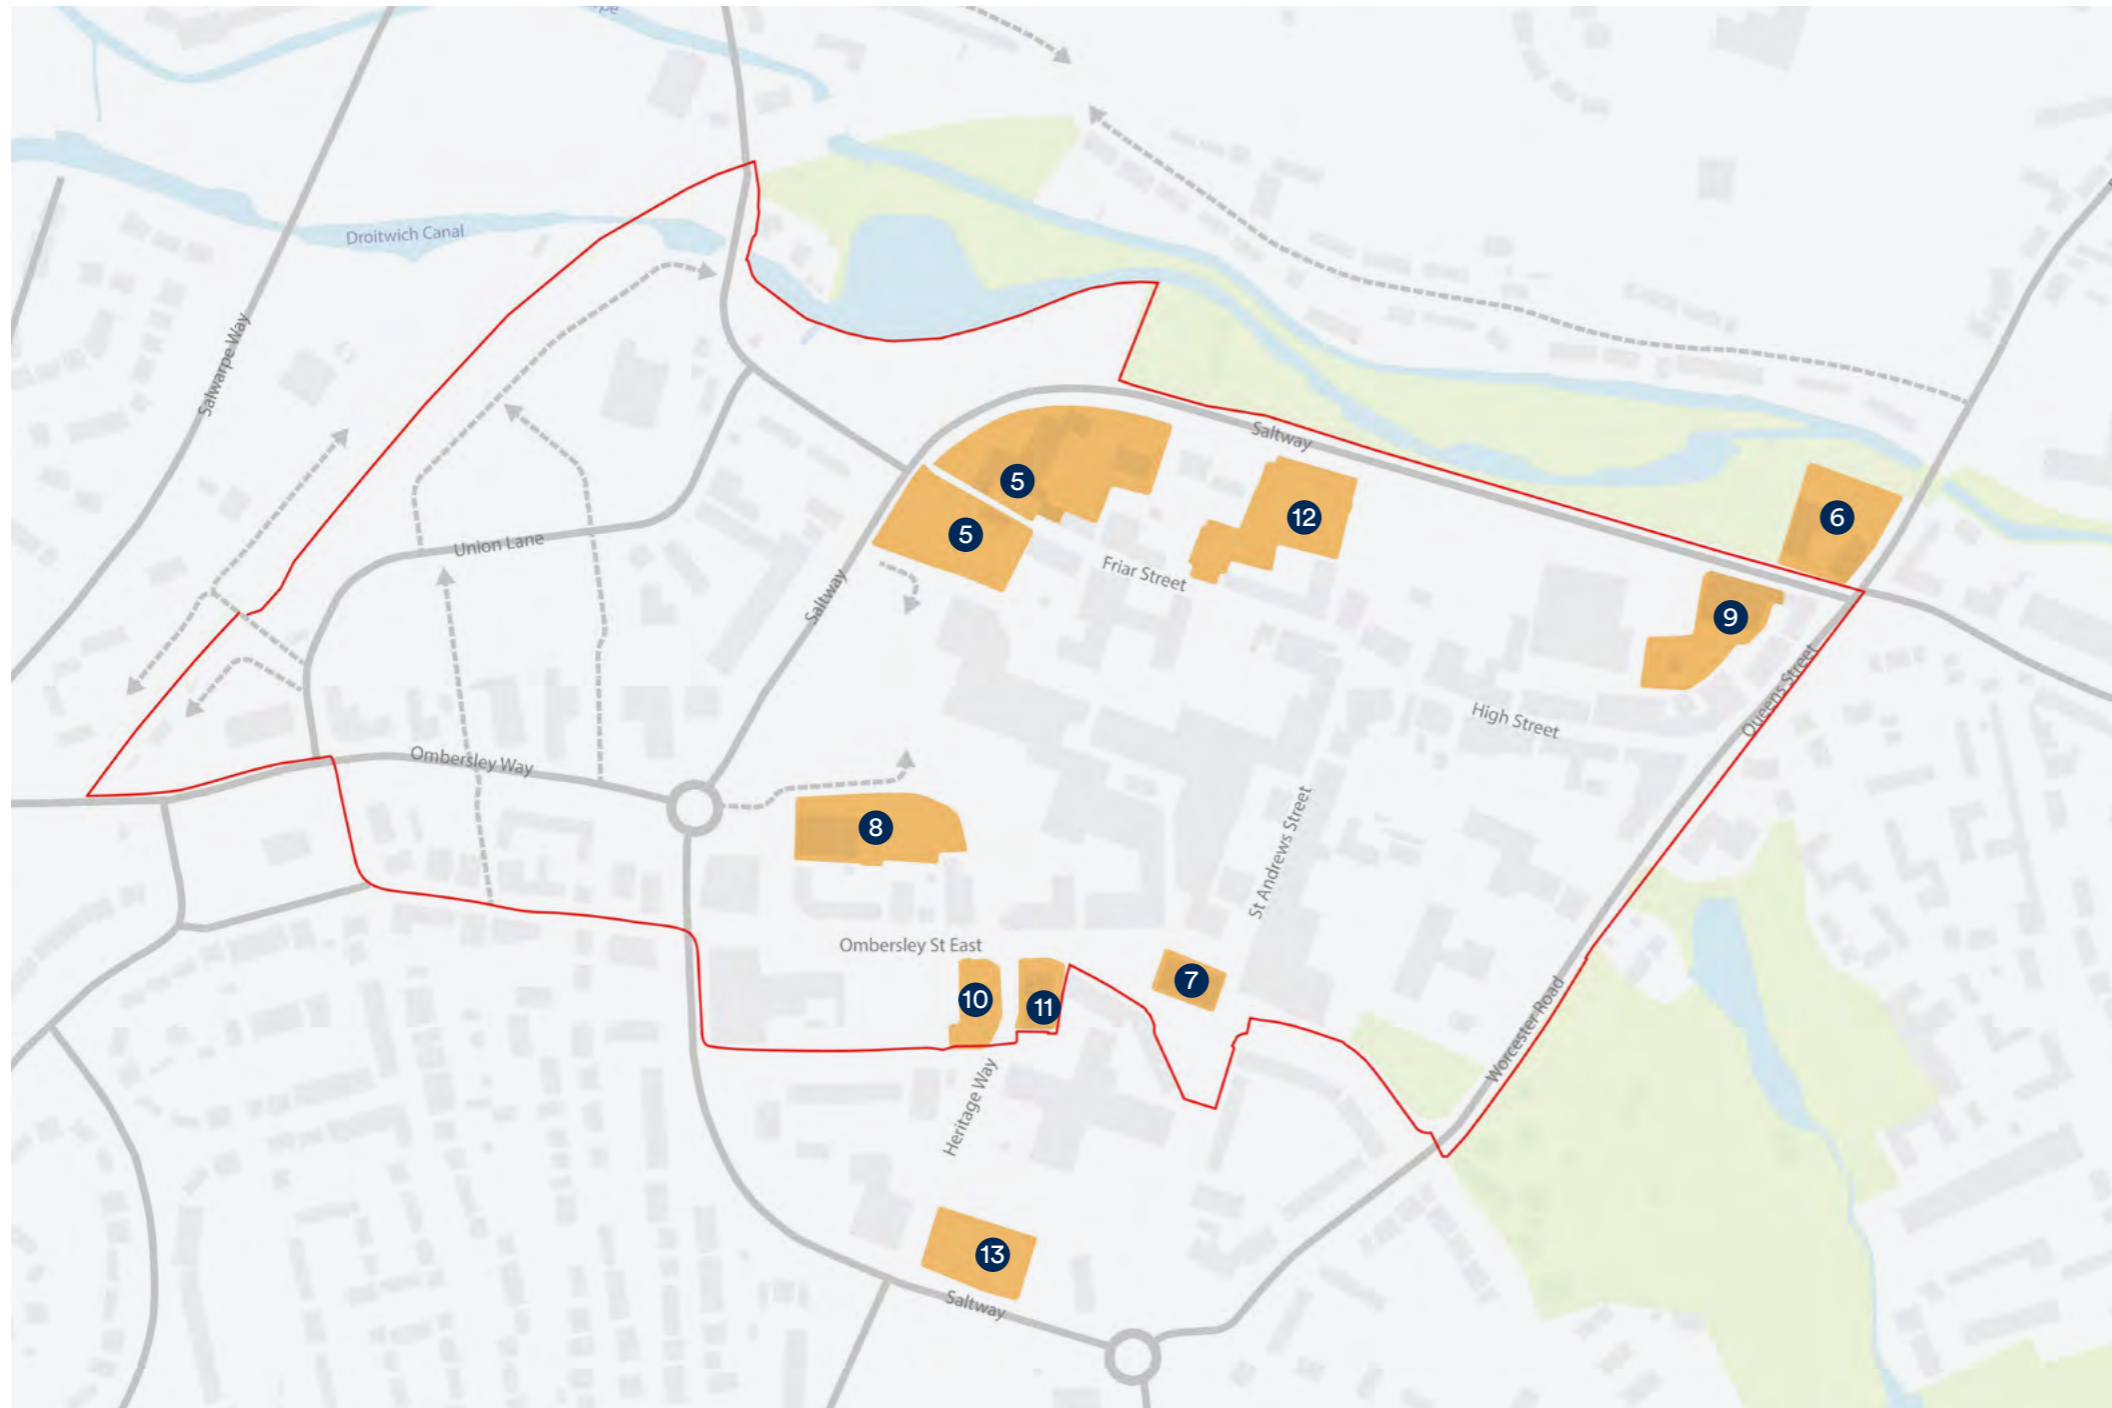 Droitwich Canal
Salwarpe Way
Saltway
5
12
6
5
Union Lane
Friar Street
Saltway
9
Queens Street
High Street
Ombersley Way
8
St Andrews Street
Ombersley St East
7
10
11
Worcester Road
Heritage Way
13
Saltway